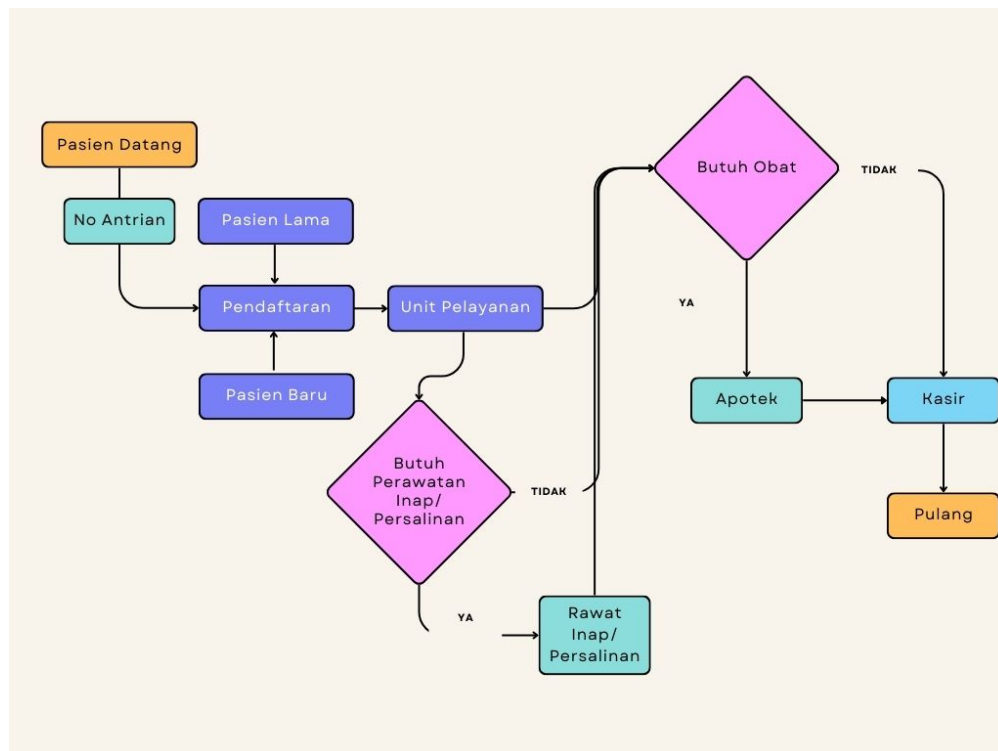 Pasien Datang
No Antrian
Pasien Lama
Pendaftaran
Pasien Baru
Unit Pelayanan
Butuh
Perawatan
Inap/
Persalinan
TIDAK
YA
Rawat
Inap/
Persalinan
Butuh Obat
TIDAK
YA
Apotek
Kasir
Pulang